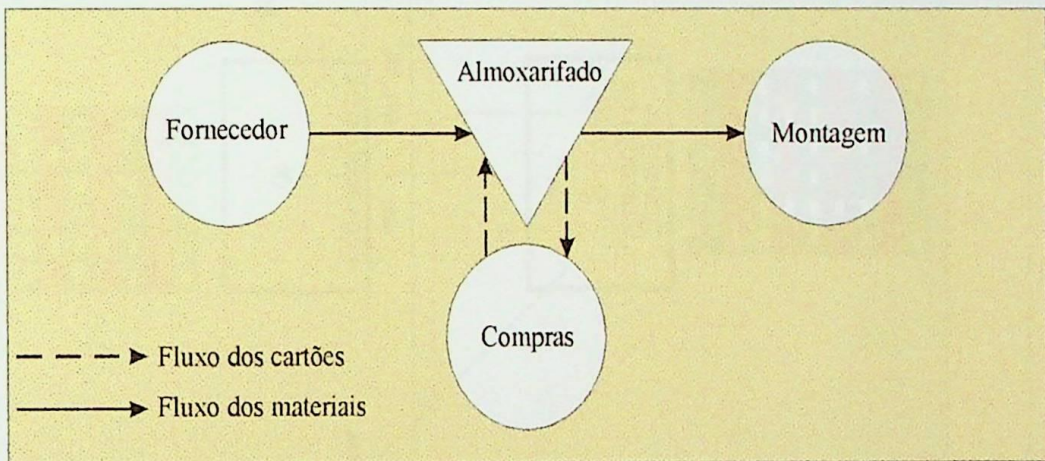 Almoxarifado
Fornecedor
Montagem
Compras
Fluxo dos cartões
Fluxo dos materiais